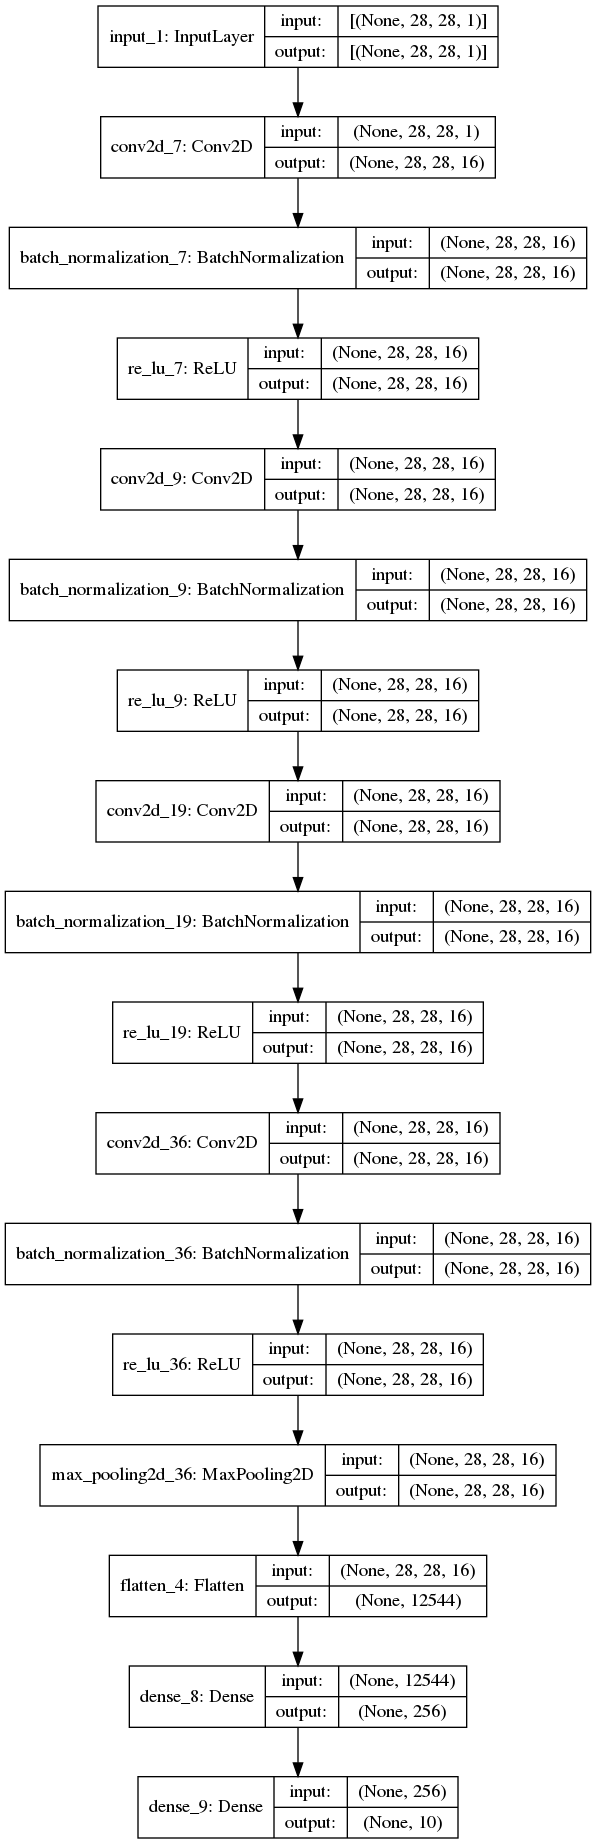 input_1: InputLayer
input: [(None, 28, 28, 1)]
output: [(None, 28, 28, 1)]
conv2d_7: Conv2D
input: (None, 28, 28, 1)
output: (None, 28, 28, 16)
batch_normalization_7: BatchNormalization
input: (None, 28, 28, 16)
output: (None, 28, 28, 16)
re_lu_7: ReLU
input: (None, 28, 28, 16)
output: (None, 28, 28, 16)
conv2d_9: Conv2D
input: (None, 28, 28, 16)
output: (None, 28, 28, 16)
batch_normalization_9: BatchNormalization
input: (None, 28, 28, 16)
output: (None, 28, 28, 16)
re_lu_9: ReLU
input: (None, 28, 28, 16)
output: (None, 28, 28, 16)
conv2d_19: Conv2D
input: (None, 28, 28, 16)
output: (None, 28, 28, 16)
batch_normalization_19: BatchNormalization
input: (None, 28, 28, 16)
output: (None, 28, 28, 16)
re_lu_19: ReLU
input: (None, 28, 28, 16)
output: (None, 28, 28, 16)
conv2d_36: Conv2D
input: (None, 28, 28, 16)
output: (None, 28, 28, 16)
batch_normalization_36: BatchNormalization
input: (None, 28, 28, 16)
output: (None, 28, 28, 16)
re_lu_36: ReLU
input: (None, 28, 28, 16)
output: (None, 28, 28, 16)
max_pooling2d_36: MaxPooling2D
input: (None, 28, 28, 16)
output: (None, 28, 28, 16)
flatten_4: Flatten
input: (None, 28, 28, 16)
output: (None, 12544)
dense_8: Dense
input: (None, 12544)
output: (None, 256)
dense_9: Dense
input: (None, 256)
output: (None, 10)